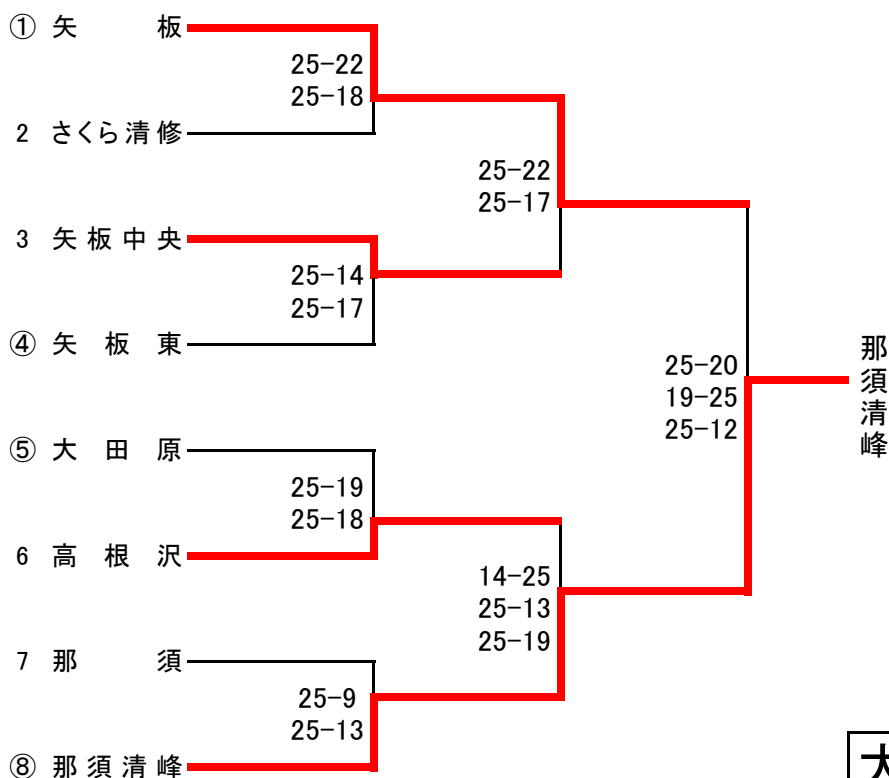 ① 矢板
25-22
25-18
2 さくら清修
25-22
25-17
3 矢板中央
25-14
25-17
④ 矢板東
25-20
19-25
25-12
那須清峰
⑤ 大田原
25-19
25-18
6 高根沢
14-25
25-13
25-19
7 那須
25-9
25-13
⑧ 那須清峰